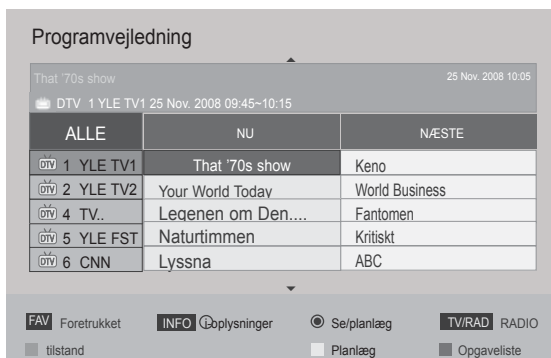 Programvejledning
That '70s show 25 Nov. 2008 10:05
DTV 1 YLE TV1 25 Nov. 2008 09:45~10:15
ALLE NU NÆSTE
DTV 1 YLE TV1 That '70s show Keno
DTV 2 YLE TV2 Your World Today World Business
DTV 4 TV.. Legenen om Den.... Fantomen
DTV 5 YLE FST Naturtimmen Kritiskt
DTV 6 CNN Lyssna ABC
FAV Foretrukket INFO i oplysninger Se/planlæg TV/RAD RADIO
tilstand Planlæg Opgaveliste